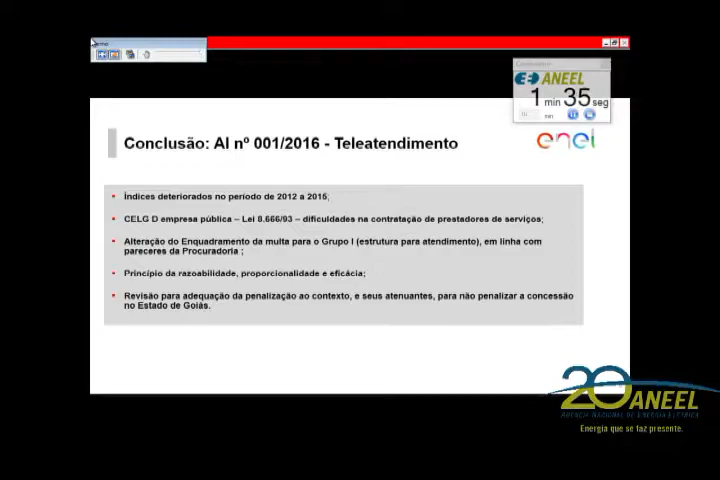 ANEEL
1 min 35 seg
min
enel
Conclusão: AI nº 001/2016 - Teleatendimento
Índices deteriorados no período de 2012 a 2015;
CELG D empresa pública – Lei 8.666/93 – dificuldades na contratação de prestadores de serviços;
Alteração do Enquadramento da multa para o Grupo I (estrutura para atendimento), em linha com
pareceres da Procuradoria ;
Princípio da razoabilidade, proporcionalidade e eficácia;
Revisão para adequação da penalização ao contexto, e seus atenuantes, para não penalizar a concessão
no Estado de Goiás.
20 ANEEL
AGÊNCIA NACIONAL DE ENERGIA ELÉTRICA
Energia que se faz presente.